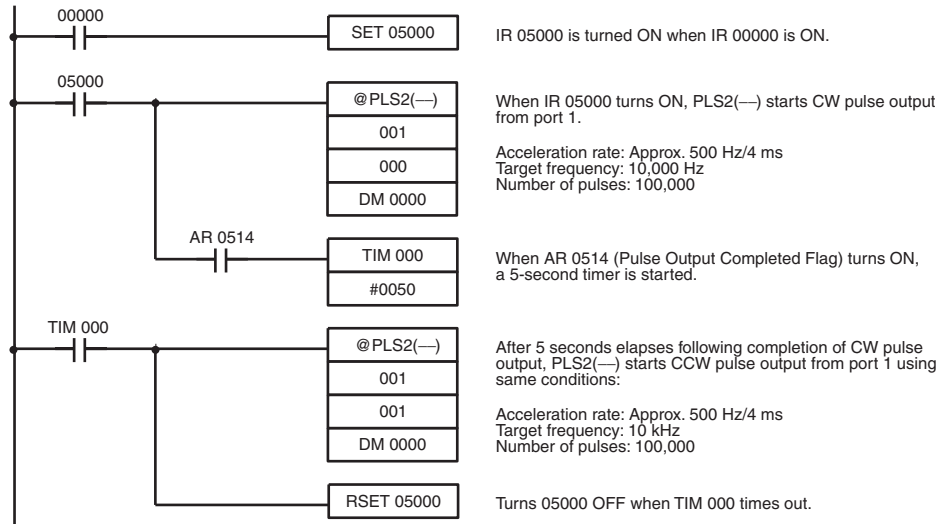 00000
SET 05000
IR 05000 is turned ON when IR 00000 is ON.
05000
@PLS2(––)
001
000
DM 0000
When IR 05000 turns ON, PLS2(––) starts CW pulse output
from port 1.
Acceleration rate: Approx. 500 Hz/4 ms
Target frequency: 10,000 Hz
Number of pulses: 100,000
AR 0514
TIM 000
#0050
When AR 0514 (Pulse Output Completed Flag) turns ON,
a 5-second timer is started.
TIM 000
@PLS2(––)
001
001
DM 0000
After 5 seconds elapses following completion of CW pulse
output, PLS2(––) starts CCW pulse output from port 1 using
same conditions:
Acceleration rate: Approx. 500 Hz/4 ms
Target frequency: 10 kHz
Number of pulses: 100,000
RSET 05000
Turns 05000 OFF when TIM 000 times out.